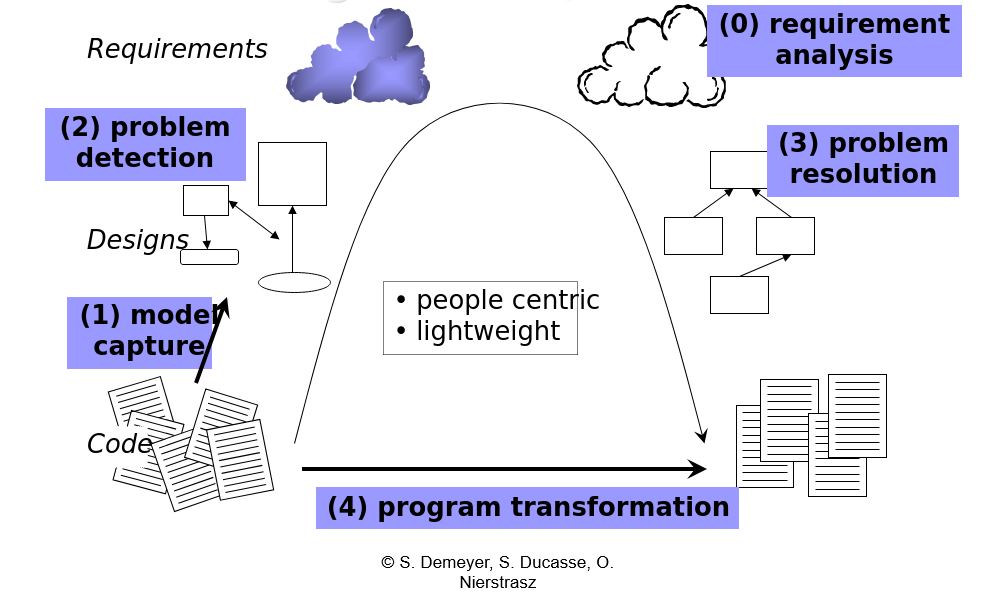 Requirements
(0) requirement
analysis
(2) problem
detection
(3) problem
resolution
Designs
• people centric
• lightweight
(1) model
capture
Code
(4) program transformation
© S. Demeyer, S. Ducasse, O.
Nierstrasz